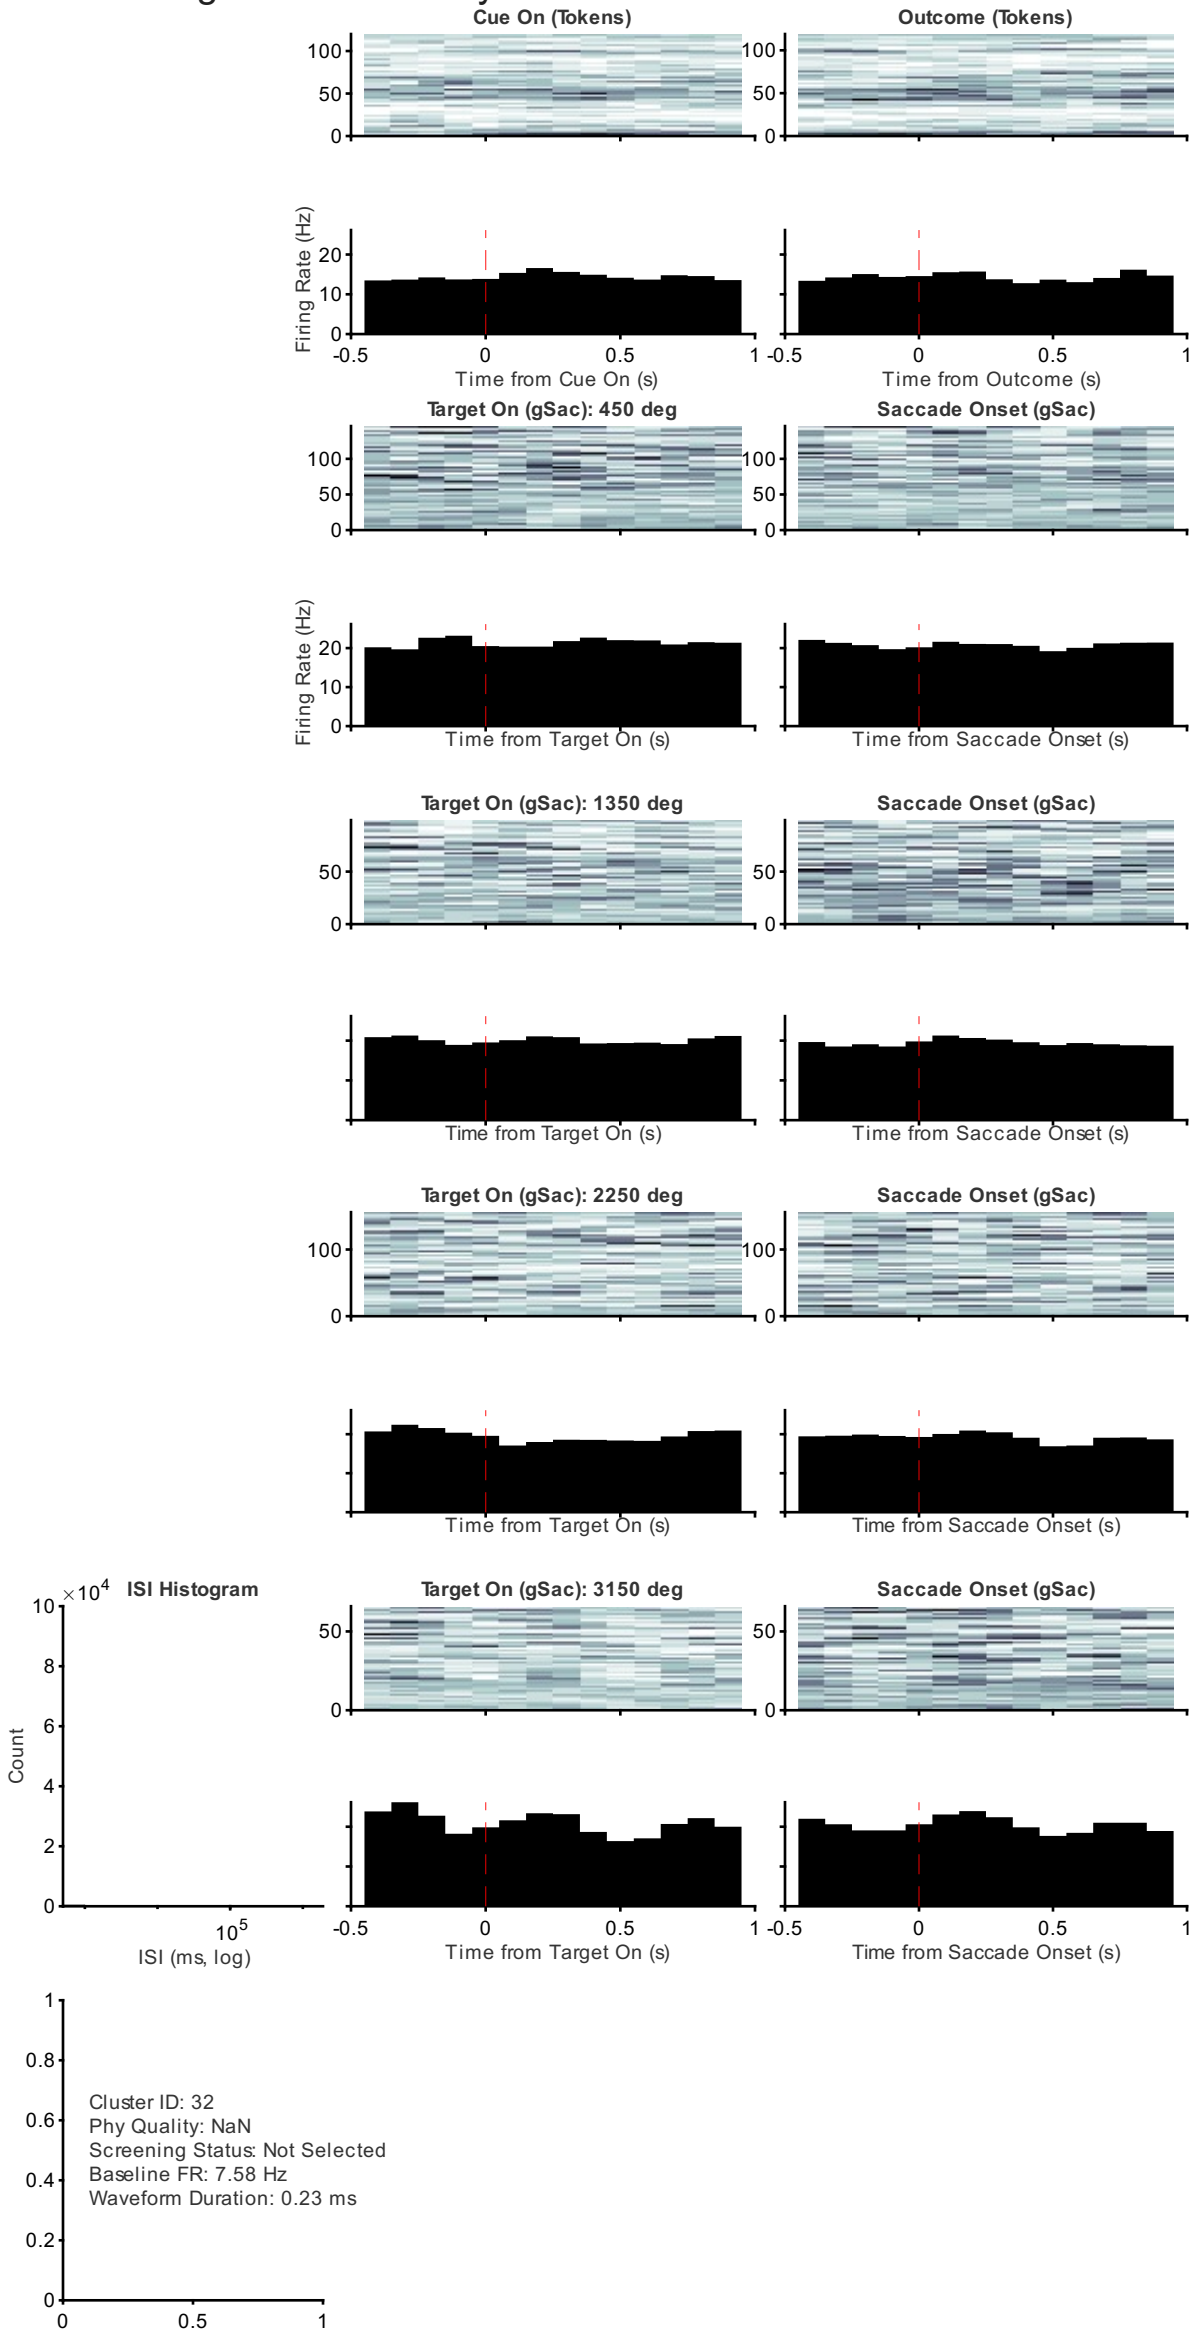 Cue On (Tokens)
Outcome (Tokens)
100
50
0
100
50
0
Firing Rate (Hz)
20
10
0
-0.5
0
0.5
1
-0.5
0
0.5
1
Time from Cue On (s)
Time from Outcome (s)
Target On (gSac): 450 deg
Saccade Onset (gSac)
100
50
0
100
50
0
Firing Rate (Hz)
20
10
0
Time from Target On (s)
Time from Saccade Onset (s)
Target On (gSac): 1350 deg
Saccade Onset (gSac)
50
0
50
0
Time from Target On (s)
Time from Saccade Onset (s)
Target On (gSac): 2250 deg
Saccade Onset (gSac)
100
0
100
0
Time from Target On (s)
Time from Saccade Onset (s)
ISI Histogram
×10⁴
10
8
6
4
2
0
Count
10⁵
ISI (ms, log)
Target On (gSac): 3150 deg
Saccade Onset (gSac)
50
0
50
0
-0.5
0
0.5
1
-0.5
0
0.5
1
Time from Target On (s)
Time from Saccade Onset (s)
1
0.8
0.6
0.4
0.2
0
0
0.5
1
Cluster ID: 32
Phy Quality: NaN
Screening Status: Not Selected
Baseline FR: 7.58 Hz
Waveform Duration: 0.23 ms